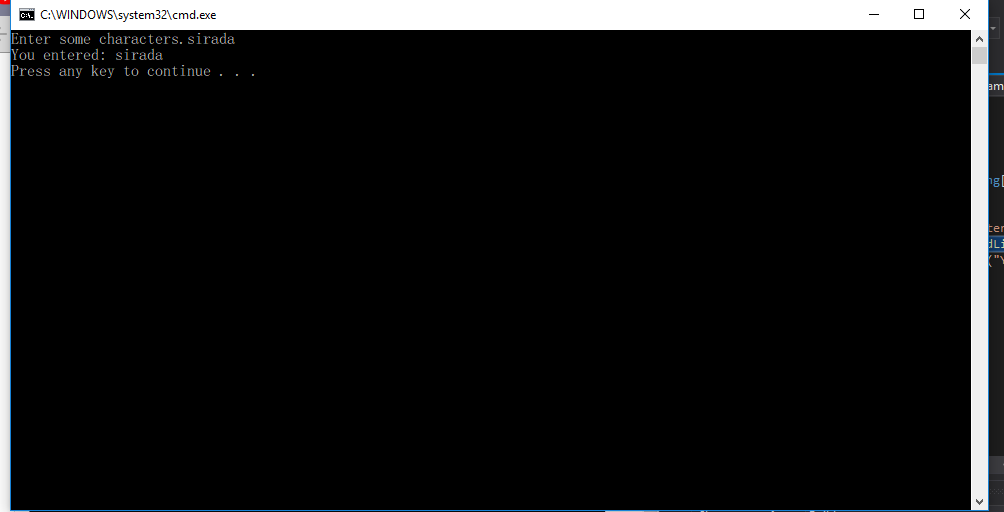 C:\WINDOWS\system32\cmd.exe
Enter some characters.sirada
You entered: sirada
Press any key to continue . . .